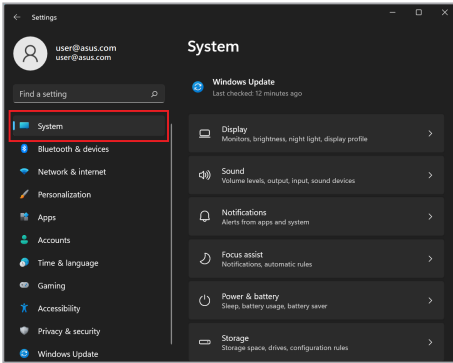 Settings
user@asus.com
user@asus.com
Find a setting
System
Bluetooth & devices
Network & internet
Personalization
Apps
Accounts
Time & language
Gaming
Accessibility
Privacy & security
Windows Update
System
Windows Update
Last checked: 12 minutes ago
Display
Monitors, brightness, night light, display profile
Sound
Volume levels, output, input, sound devices
Notifications
Alerts from apps and system
Focus assist
Notifications, automatic rules
Power & battery
Sleep, battery usage, battery saver
Storage
Storage space, drives, configuration rules